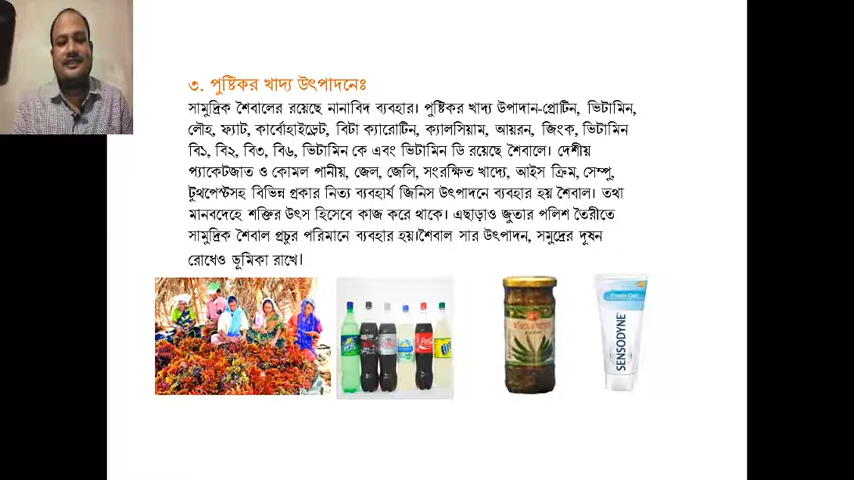 ৩. পুষ্টিকর খাদ্য উৎপাদনেঃ
সামুদ্রিক শৈবালের রয়েছে নানাবিদ ব্যবহার। পুষ্টিকর খাদ্য উপাদান-প্রোটিন, ভিটামিন,
লৌহ, ফ্যাট, কার্বোহাইড্রেট, বিটা ক্যারোটিন, ক্যালসিয়াম, আয়রন, জিংক, ভিটামিন
বি১, বি২, বি৩, বি৬, ভিটামিন কে এবং ভিটামিন ডি রয়েছে শৈবালে। দেশীয়
প্যাকেটজাত ও কোমল পানীয়, জেল, জেলি, সংরক্ষিত খাদ্যে, আইস ক্রিম, সেম্পু,
টুথপেস্টসহ বিভিন্ন প্রকার নিত্য ব্যবহার্য জিনিস উৎপাদনে ব্যবহার হয় শৈবাল। তথা
মানবদেহে শক্তির উৎস হিসেবে কাজ করে থাকে। এছাড়াও জুতার পলিশ তৈরীতে
সামুদ্রিক শৈবাল প্রচুর পরিমানে ব্যবহার হয়।শৈবাল সার উৎপাদন, সমুদ্রের দূষন
রোধেও ভূমিকা রাখে।
SENSODYNE